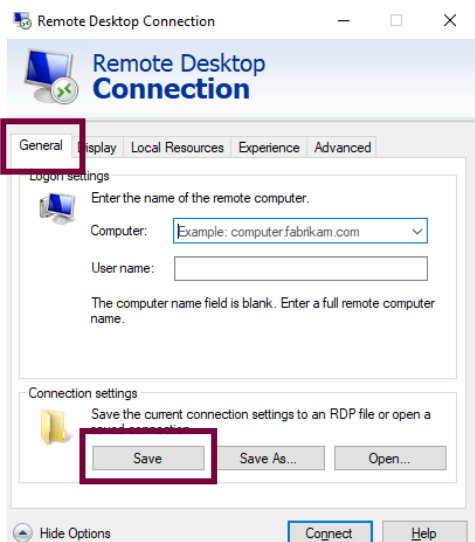 Remote Desktop Connection
Remote Desktop
Connection
General Display Local Resources Experience Advanced
Logon settings
Enter the name of the remote computer.
Computer: Example: computer.fabrikam.com
User name:
The computer name field is blank. Enter a full remote computer
name.
Connection settings
Save the current connection settings to an RDP file or open a
saved connection.
Save Save As... Open...
Hide Options Connect Help